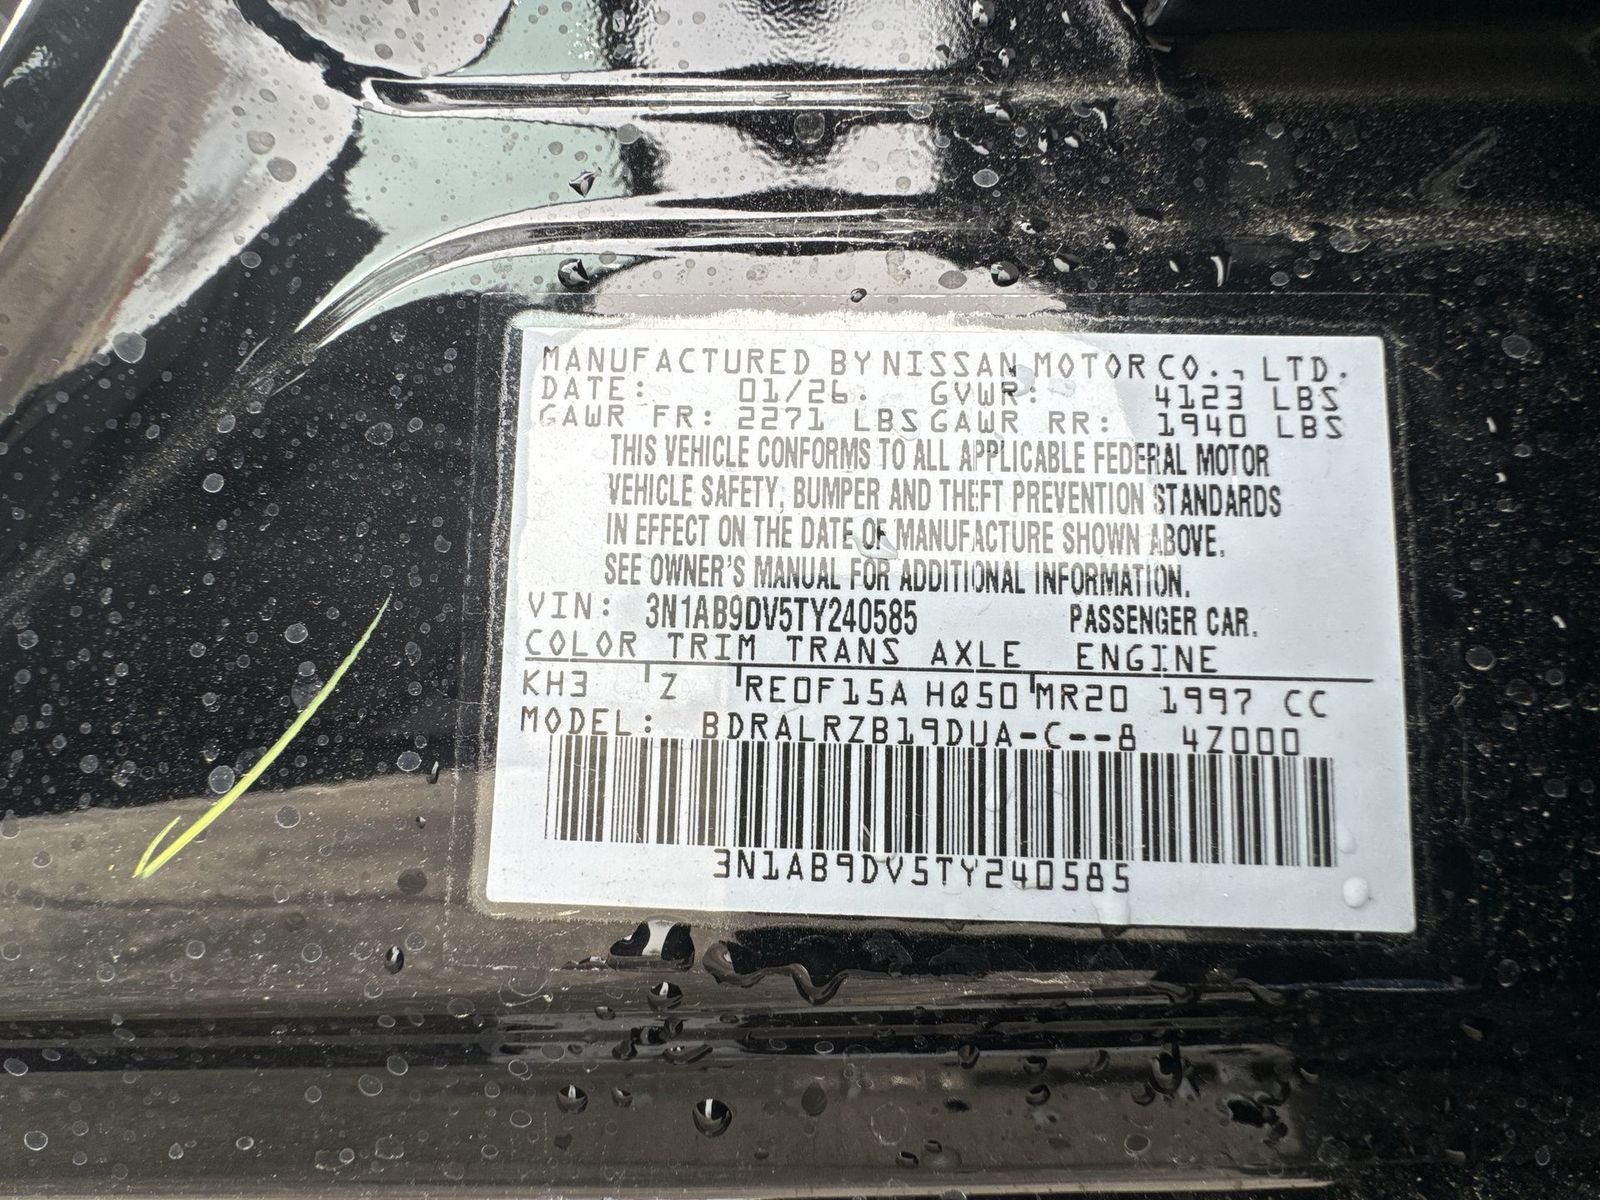 MANUFACTURED BY NISSAN MOTOR CO., LTD.
DATE: 01/26. GVWR: 4123 LBS
GAWR FR: 2271 LBS GAWR RR: 1940 LBS
THIS VEHICLE CONFORMS TO ALL APPLICABLE FEDERAL MOTOR
VEHICLE SAFETY, BUMPER AND THEFT PREVENTION STANDARDS
IN EFFECT ON THE DATE OF MANUFACTURE SHOWN ABOVE.
SEE OWNER'S MANUAL FOR ADDITIONAL INFORMATION.
VIN: 3N1AB9DV5TY240585 PASSENGER CAR.
COLOR TRIM TRANS AXLE ENGINE
KH3 Z RE0F15A HQ50 MR20 1997 CC
MODEL: BDRALRZB19DUA-C--8 4Z000
3N1AB9DV5TY240585